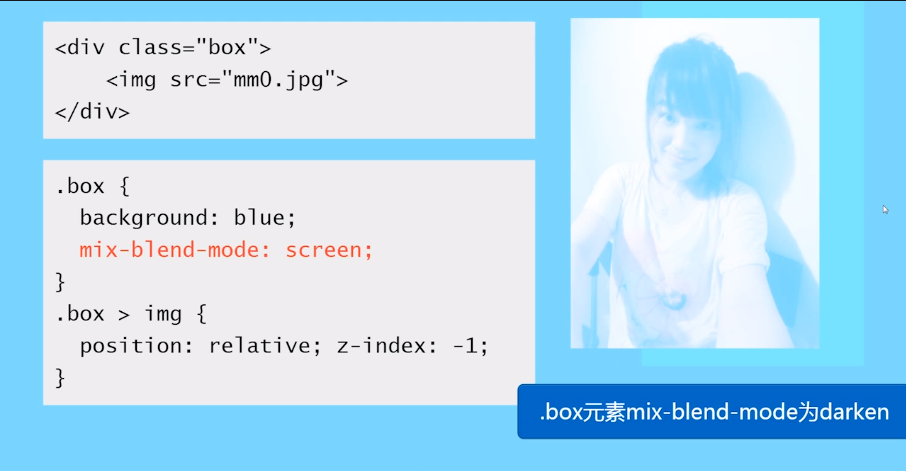 <div class="box">
    <img src="mm0.jpg">
</div>
.box {
  background: blue;
  mix-blend-mode: screen;
}
.box > img {
  position: relative; z-index: -1;
}
.box元素mix-blend-mode为darken